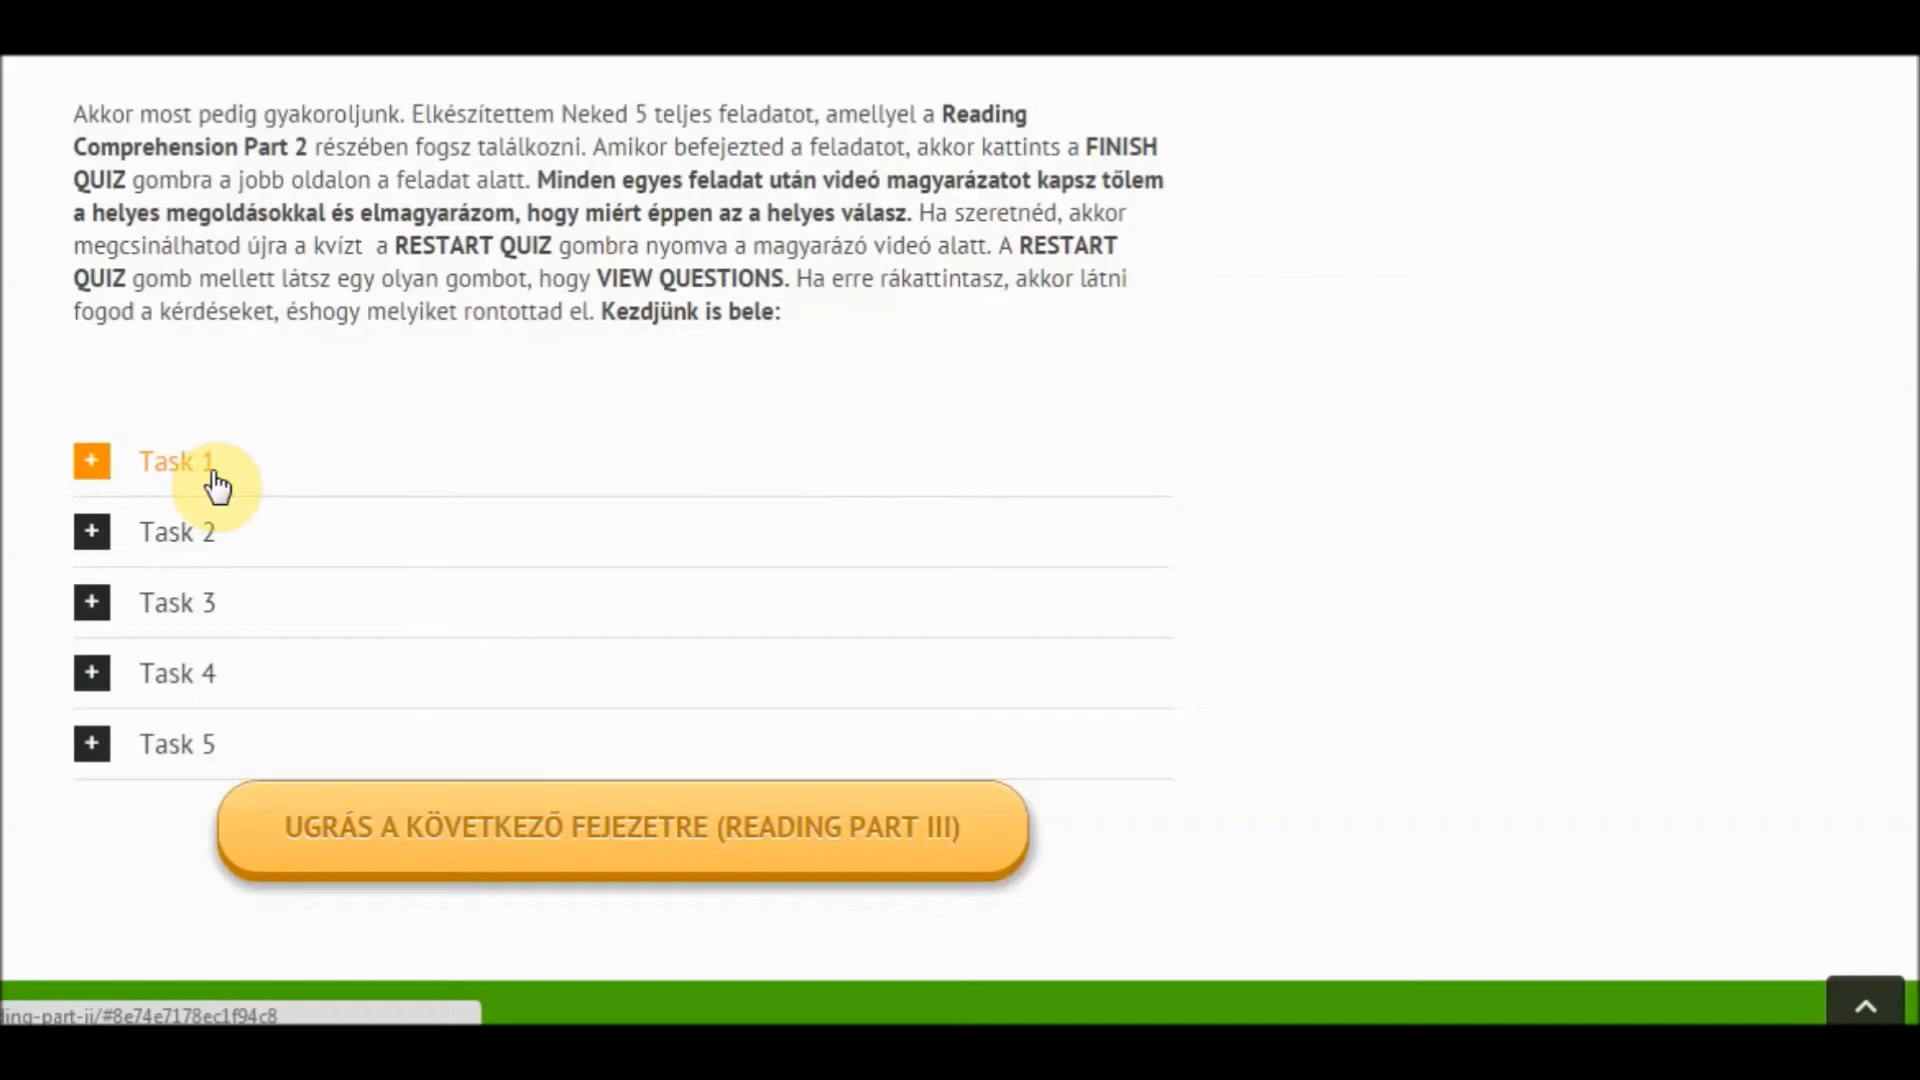 Akkor most pedig gyakoroljunk. Elkészítettem Neked 5 teljes feladatot, amellyel a Reading
Comprehension Part 2 részében fogsz találkozni. Amikor befejezted a feladatot, akkor kattints a FINISH
QUIZ gombra a jobb oldalon a feladat alatt. Minden egyes feladat után videó magyarázatot kapsz tőlem
a helyes megoldásokkal és elmagyarázom, hogy miért éppen az a helyes válasz. Ha szeretnéd, akkor
megcsinálhatod újra a kvízt a RESTART QUIZ gombra nyomva a magyarázó videó alatt. A RESTART
QUIZ gomb mellett látsz egy olyan gombot, hogy VIEW QUESTIONS. Ha erre rákattintasz, akkor látni
fogod a kérdéseket, éshogy melyiket rontottad el. Kezdjünk is bele:
+ Task 1
+ Task 2
+ Task 3
+ Task 4
+ Task 5
UGRÁS A KÖVETKEZŐ FEJEZETRE (READING PART III)
ding-part-ii/#8e74e7178ec1f94c8